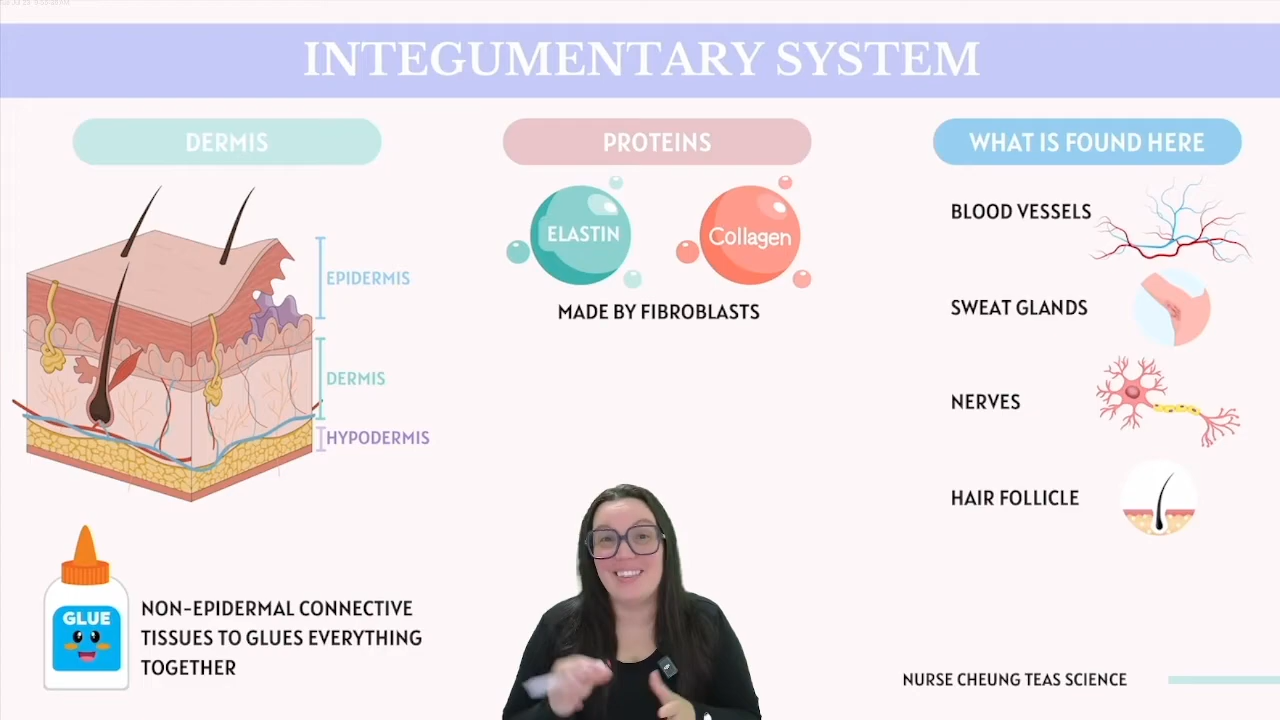 INTEGUMENTARY SYSTEM
DERMIS
EPIDERMIS
DERMIS
HYPODERMIS
GLUE
NON-EPIDERMAL CONNECTIVE
TISSUES TO GLUES EVERYTHING
TOGETHER
PROTEINS
ELASTIN
Collagen
MADE BY FIBROBLASTS
WHAT IS FOUND HERE
BLOOD VESSELS
SWEAT GLANDS
NERVES
HAIR FOLLICLE
NURSE CHEUNG TEAS SCIENCE